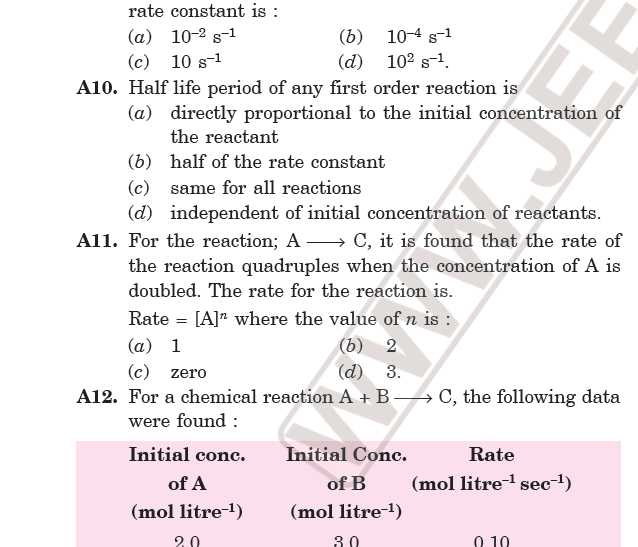 rate constant is :
(a) 10⁻² s⁻¹ (b) 10⁻⁴ s⁻¹
(c) 10 s⁻¹ (d) 10² s⁻¹.
A10. Half life period of any first order reaction is
(a) directly proportional to the initial concentration of
the reactant
(b) half of the rate constant
(c) same for all reactions
(d) independent of initial concentration of reactants.
A11. For the reaction; A ⟶ C, it is found that the rate of
the reaction quadruples when the concentration of A is
doubled. The rate for the reaction is.
Rate = [A]ⁿ where the value of n is :
(a) 1 (b) 2
(c) zero (d) 3.
A12. For a chemical reaction A + B ⟶ C, the following data
were found :
Initial conc. Initial Conc. Rate
of A of B (mol litre⁻¹ sec⁻¹)
(mol litre⁻¹) (mol litre⁻¹)
2.0 3.0 0.10
WWW.JEE